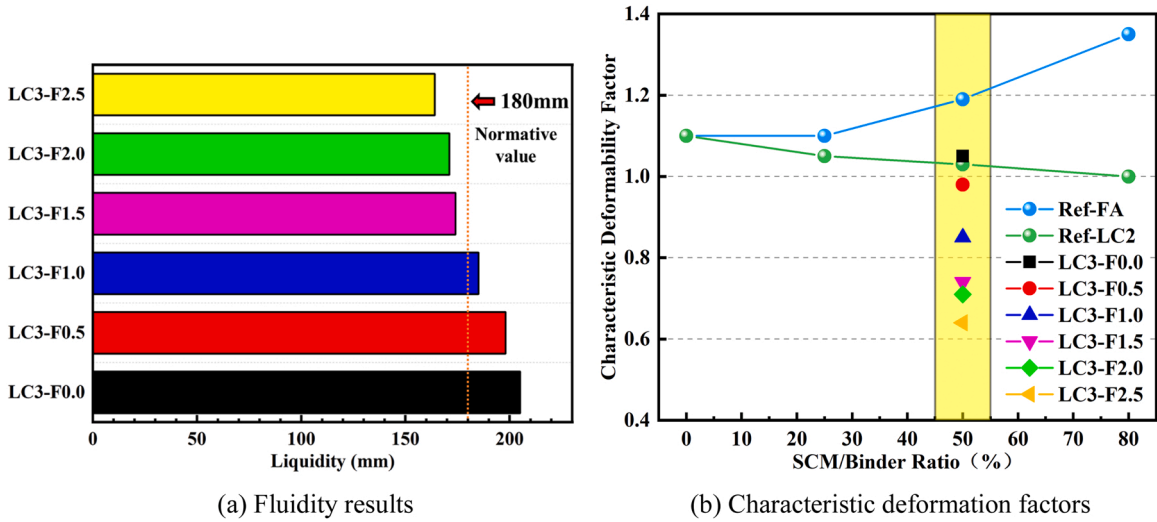 LC3-F2.5
LC3-F2.0
LC3-F1.5
LC3-F1.0
LC3-F0.5
LC3-F0.0
180mm
Normative
value
0 50 100 150 200
Liquidity (mm)
(a) Fluidity results
Characteristic Deformability Factor
1.4
1.2
1.0
0.8
0.6
0.4
Ref-FA
Ref-LC2
LC3-F0.0
LC3-F0.5
LC3-F1.0
LC3-F1.5
LC3-F2.0
LC3-F2.5
0 10 20 30 40 50 60 70 80
SCM/Binder Ratio（%）
(b) Characteristic deformation factors